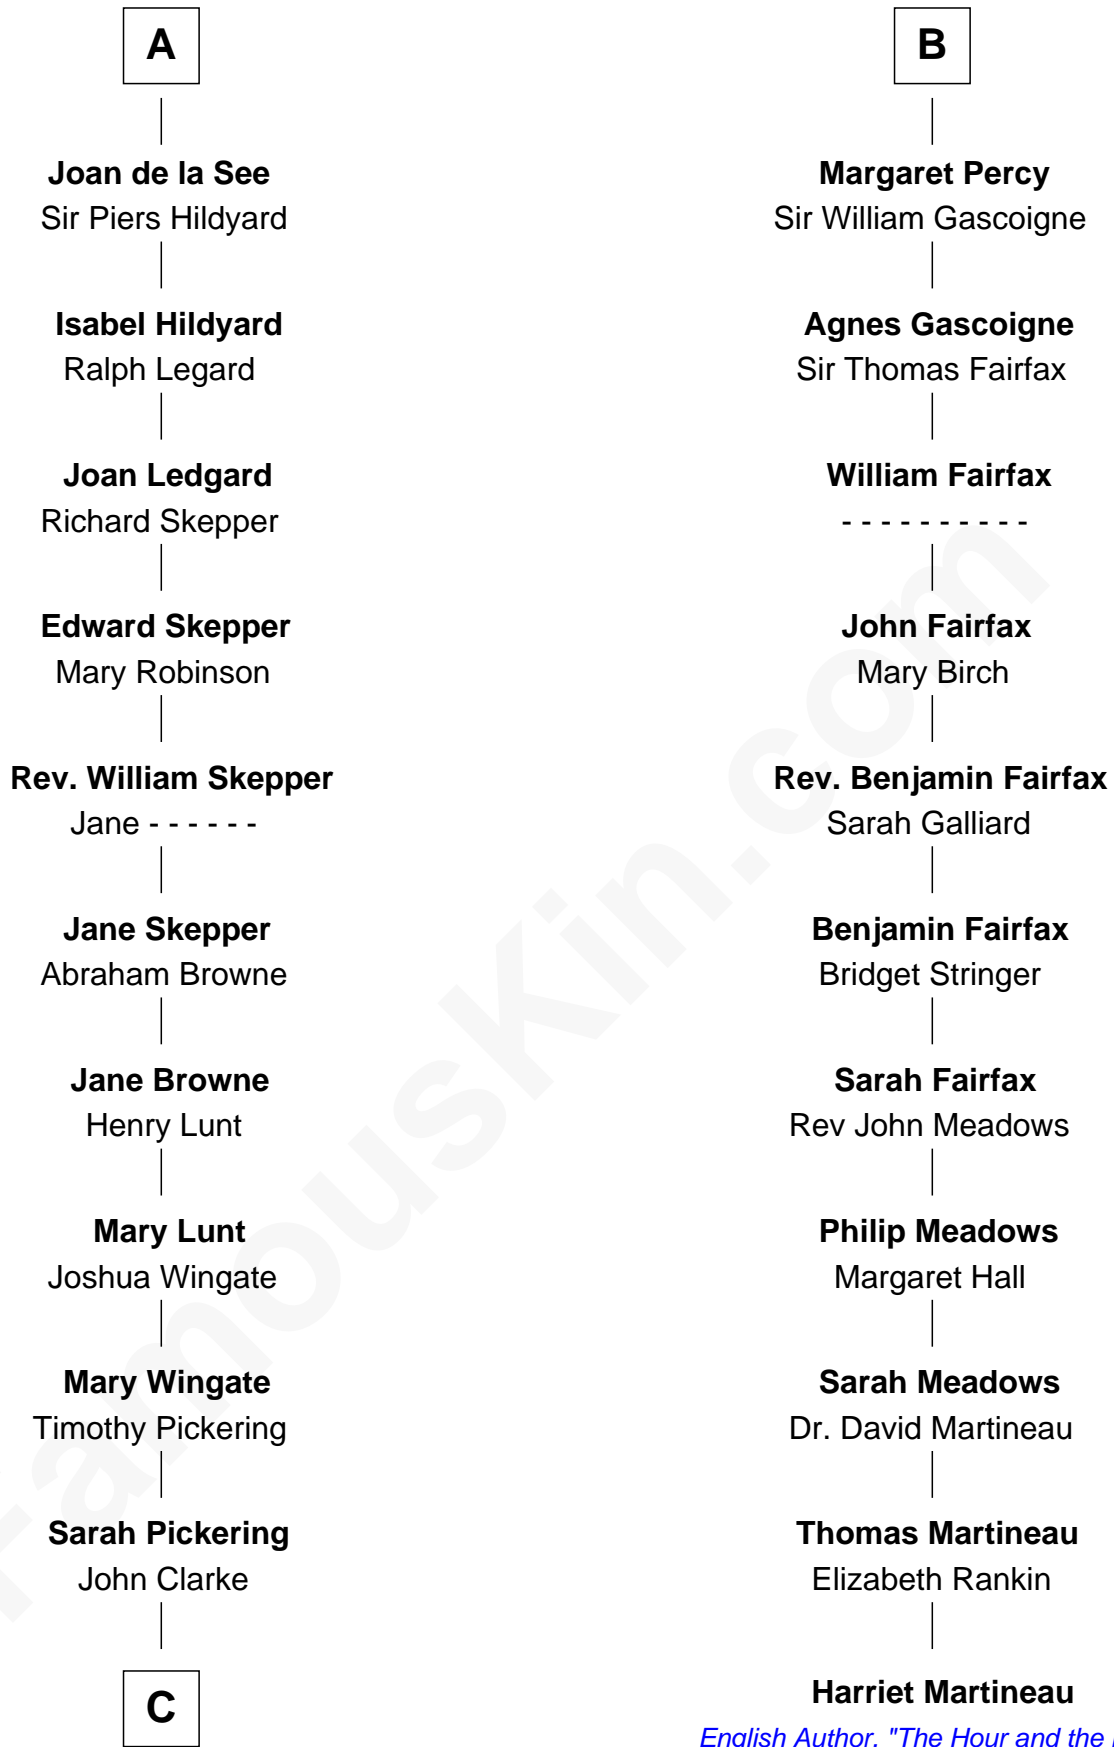 A
Joan de la See
Sir Piers Hildyard
Isabel Hildyard
Ralph Legard
Joan Ledgard
Richard Skepper
Edward Skepper
Mary Robinson
Rev. William Skepper
Jane - - - - - -
Jane Skepper
Abraham Browne
Jane Browne
Henry Lunt
Mary Lunt
Joshua Wingate
Mary Wingate
Timothy Pickering
Sarah Pickering
John Clarke
C
B
Margaret Percy
Sir William Gascoigne
Agnes Gascoigne
Sir Thomas Fairfax
William Fairfax
- - - - - - - - - -
John Fairfax
Mary Birch
Rev. Benjamin Fairfax
Sarah Galliard
Benjamin Fairfax
Bridget Stringer
Sarah Fairfax
Rev John Meadows
Philip Meadows
Margaret Hall
Sarah Meadows
Dr. David Martineau
Thomas Martineau
Elizabeth Rankin
Harriet Martineau
English Author. "The Hour and the
FamousKin.com